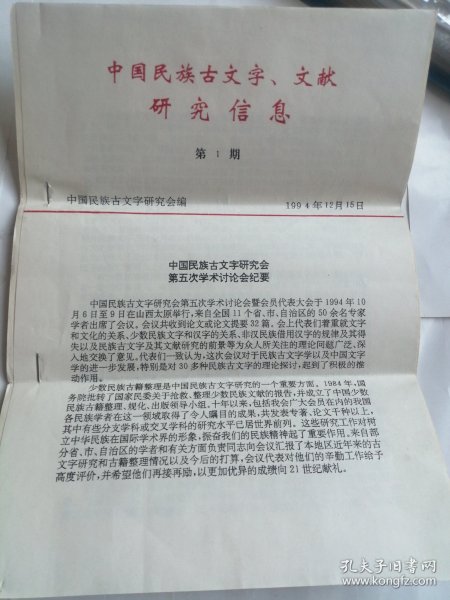 中国民族古文字、文献
研究信息
第1期
中国民族古文字研究会编 1994年12月15日
中国民族古文字研究会
第五次学术讨论会纪要
中国民族古文字研究会第五次学术讨论会暨会员代表大会于1994年10
月6日至9日在山西太原举行,来自全国11个省、市、自治区的50余名专家
学者出席了会议。会议共收到论文或论文提要32篇。会上代表们着重就文字
和文化的关系、少数民族文字和汉字的关系、非汉民族借用汉字的规律及其得
失以及民族古文字及其文献研究的前景等为众人所关注的理论问题广泛、深
入地交换了意见。代表们一致认为,这次会议对于民族古文字学以及中国文字
学的进一步发展,特别是对30多种民族古文字的理论探讨,起到了积极的推
动作用。
少数民族古籍整理是中国民族古文字研究的一个重要方面。1984年,国
务院批转了国家民委关于抢救、整理少数民族文献的报告,并成立了中国少数
民族古籍整理、规化、出版领导小组。十年以来,包括我会广大会员在内的我国
各民族学者在这一领域取得了令人瞩目的成果,共发表专著、论文千种以上,
其中有些分支学科或交叉学科的研究水平已居世界前列。这些研究工作对树
立中华民族在国际学术界的形象,振奋我们的民族精神起了重要作用。来自部
分省、市、自治区的学者和有关方面负责同志向会议汇报了本地区近年来的古
文字研究和古籍整理情况以及今后的打算,会议代表对他们的辛勤工作给予
高度评价,并希望他们再接再励,以更加优异的成绩向21世纪献礼。
孔夫子旧书网
www.kongfz.com